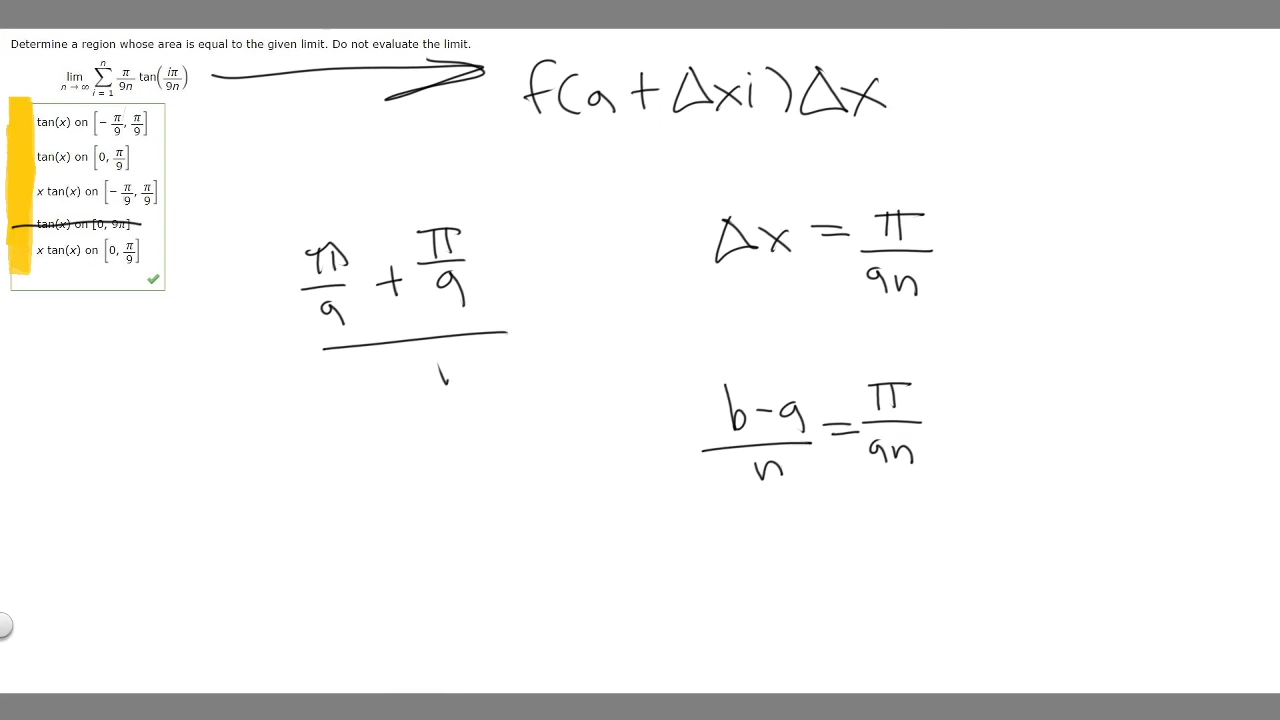 Determine a region whose area is equal to the given limit. Do not evaluate the limit.
lim n→∞ n Σ i = 1 π/9n tan(iπ/9n)
f(a + Δxi)Δx
tan(x) on [−π/9, π/9]
tan(x) on [0, π/9]
x tan(x) on [−π/9, π/9]
tan(x) on [0, 9π]
x tan(x) on [0, π/9]
Δx = π/9n
π/9 + π/9
b-a/n = π/9n